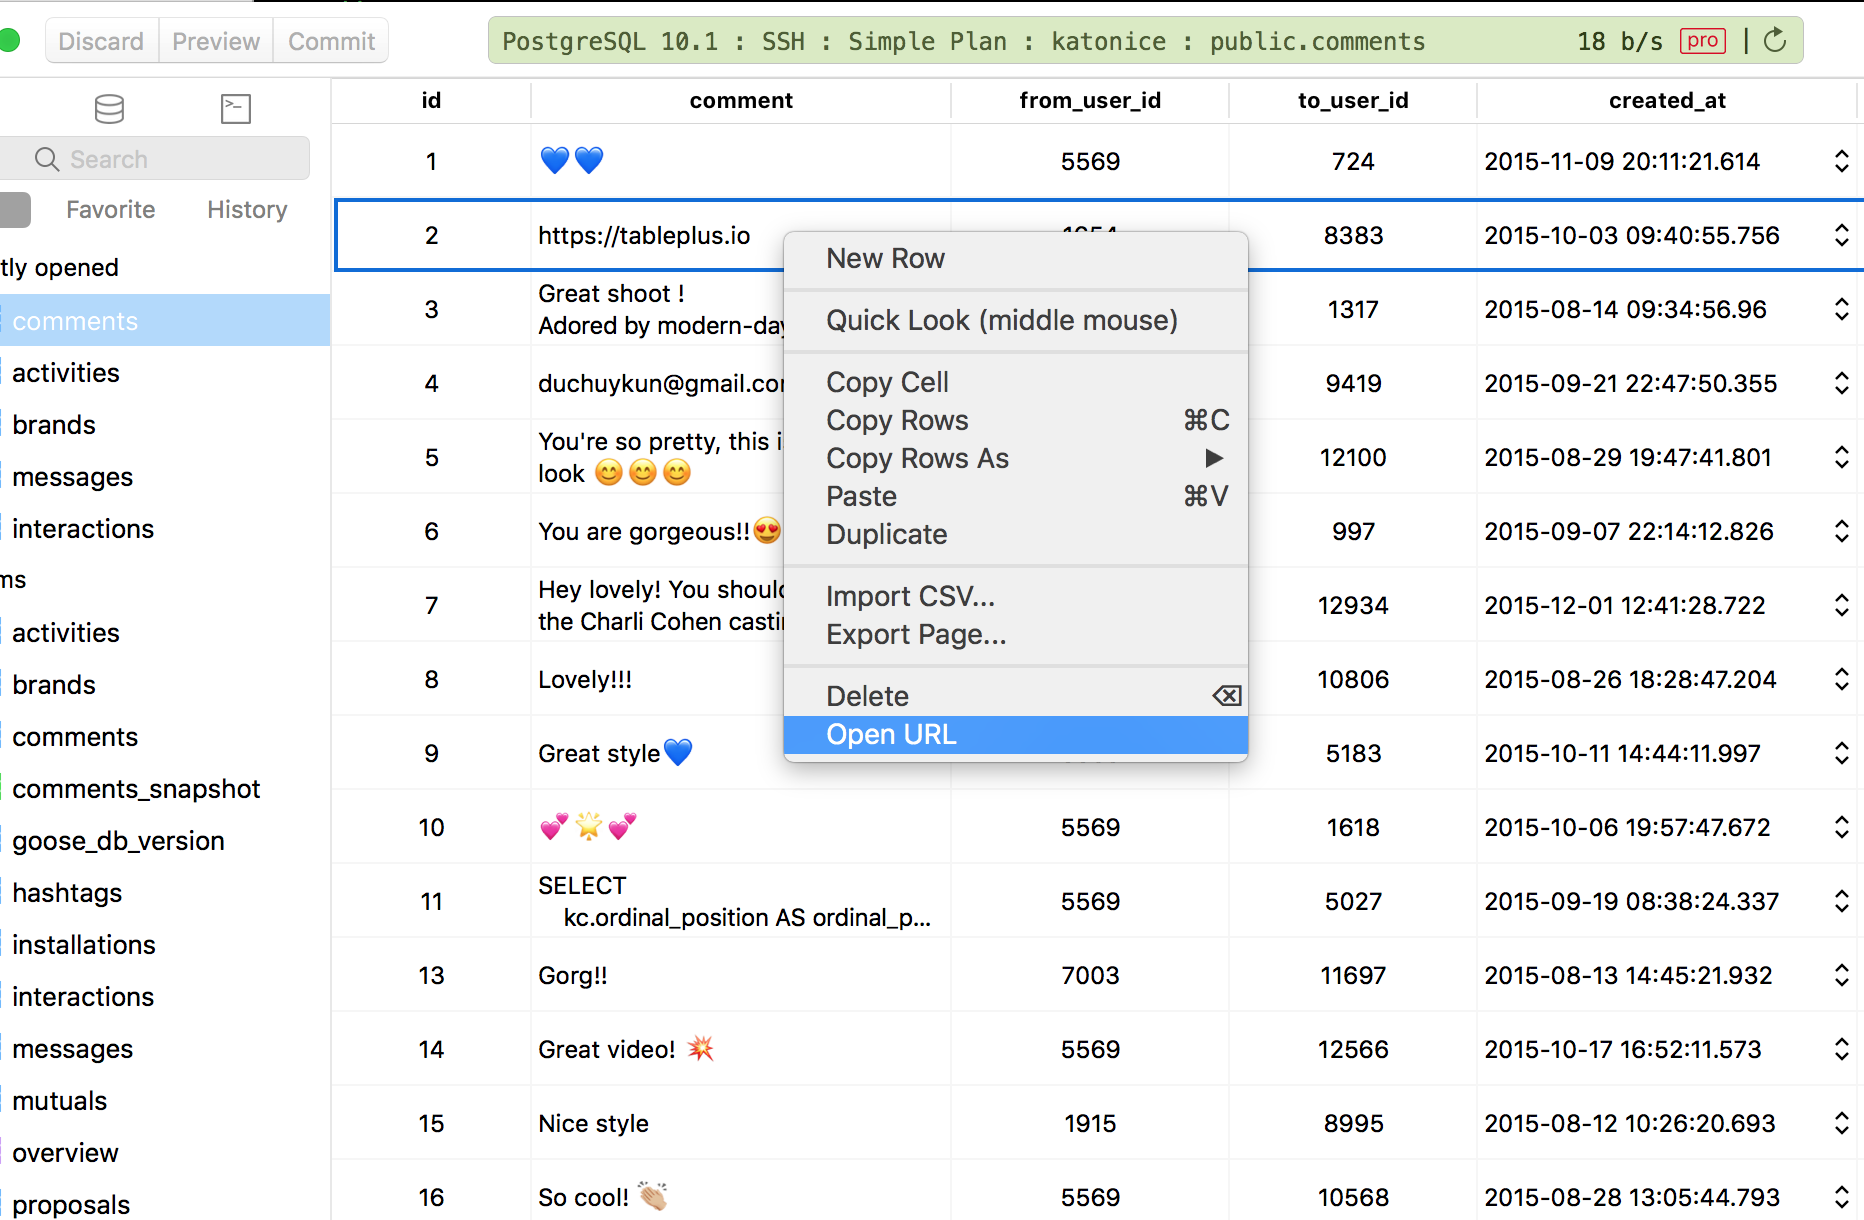 Discard Preview Commit
PostgreSQL 10.1 : SSH : Simple Plan : katonice : public.comments 18 b/s pro
Search
Favorite History
tly opened
comments
activities
brands
messages
interactions
ms
activities
brands
comments
comments_snapshot
goose_db_version
hashtags
installations
interactions
messages
mutuals
overview
proposals
id comment from_user_id to_user_id created_at
1 💙💙 5569 724 2015-11-09 20:11:21.614
2 https://tableplus.io 8383 2015-10-03 09:40:55.756
3 Great shoot ! 1317 2015-08-14 09:34:56.96
Adored by modern-day
4 duchuykun@gmail.co 9419 2015-09-21 22:47:50.355
5 You're so pretty, this i 12100 2015-08-29 19:47:41.801
look 😊😊😊
6 You are gorgeous!!😍 997 2015-09-07 22:14:12.826
7 Hey lovely! You should 12934 2015-12-01 12:41:28.722
the Charli Cohen casti
8 Lovely!!! 10806 2015-08-26 18:28:47.204
9 Great style💙 5183 2015-10-11 14:44:11.997
10 💕🌟💕 5569 1618 2015-10-06 19:57:47.672
11 SELECT 5569 5027 2015-09-19 08:38:24.337
kc.ordinal_position AS ordinal_p...
13 Gorg!! 7003 11697 2015-08-13 14:45:21.932
14 Great video! 💥 5569 12566 2015-10-17 16:52:11.573
15 Nice style 1915 8995 2015-08-12 10:26:20.693
16 So cool! 👏🏼 5569 10568 2015-08-28 13:05:44.793
New Row
Quick Look (middle mouse)
Copy Cell
Copy Rows ⌘C
Copy Rows As ▶
Paste ⌘V
Duplicate
Import CSV...
Export Page...
Delete ⌫
Open URL